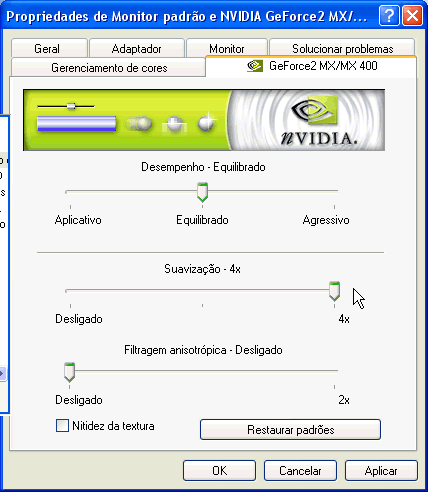 Propriedades de Monitor padrão e NVIDIA GeForce2 MX/...
Geral Adaptador Monitor Solucionar problemas
Gerenciamento de cores GeForce2 MX/MX 400
nVIDIA.
Desempenho - Equilibrado
Aplicativo Equilibrado Agressivo
Suavização - 4x
Desligado 4x
Filtragem anisotrópica - Desligado
Desligado 2x
Nitidez da textura Restaurar padrões
OK Cancelar Aplicar